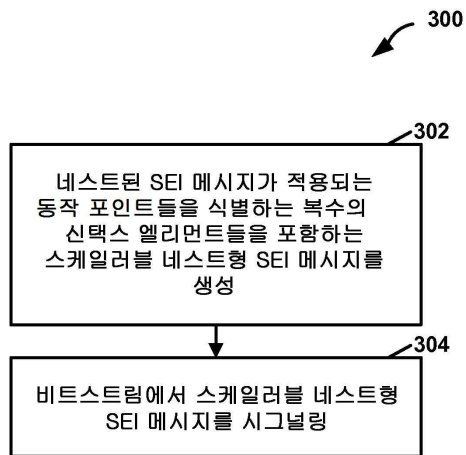 300
302
네스트된 SEI 메시지가 적용되는
동작 포인트들을 식별하는 복수의
신택스 엘리먼트들을 포함하는
스케일러블 네스트형 SEI 메시지를
생성
304
비트스트림에서 스케일러블 네스트형
SEI 메시지를 시그널링